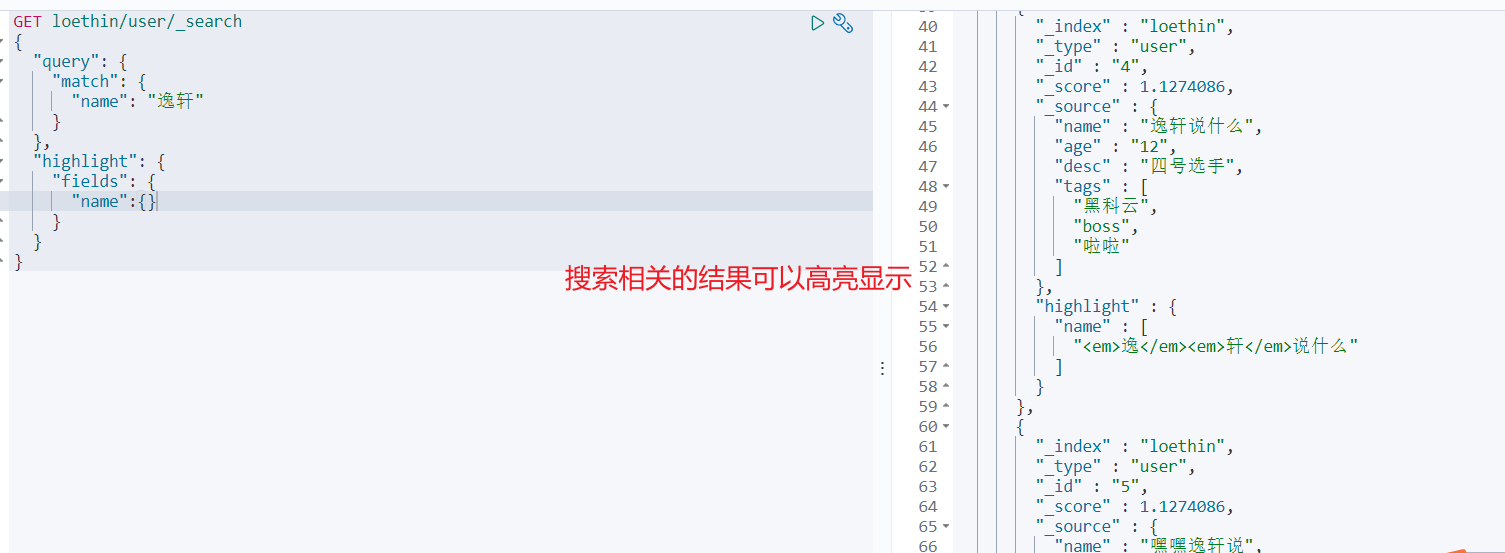 GET loethin/user/_search
{
"query": {
"match": {
"name": "逸轩"
}
},
"highlight": {
"fields": {
"name":{}
}
}
}
搜索相关的结果可以高亮显示
40 "_index" : "loethin",
41 "_type" : "user",
42 "_id" : "4",
43 "_score" : 1.1274086,
44 "_source" : {
45 "name" : "逸轩说什么",
46 "age" : "12",
47 "desc" : "四号选手",
48 "tags" : [
49 "黑科云",
50 "boss",
51 "啦啦"
52 ]
53 },
54 "highlight" : {
55 "name" : [
56 "<em>逸</em><em>轩</em>说什么"
57 ]
58 }
59 },
60 {
61 "_index" : "loethin",
62 "_type" : "user",
63 "_id" : "5",
64 "_score" : 1.1274086,
65 "_source" : {
66 "name" : "嘿嘿逸轩说",